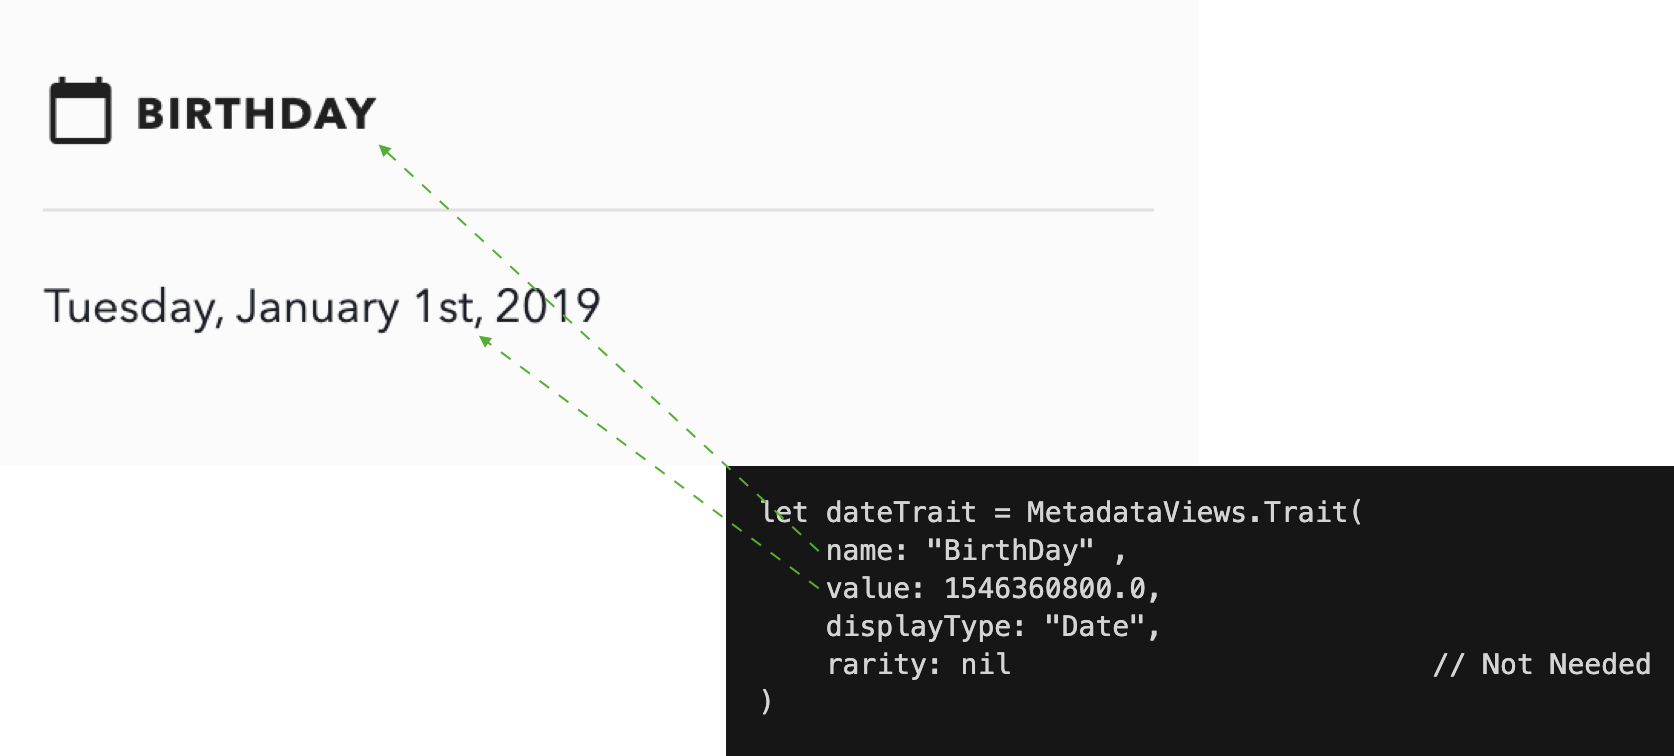 BIRTHDAY
Tuesday, January 1st, 2019
let dateTrait = MetadataViews.Trait(
name: "BirthDay" ,
value: 1546360800.0,
displayType: "Date",
rarity: nil // Not Needed
)